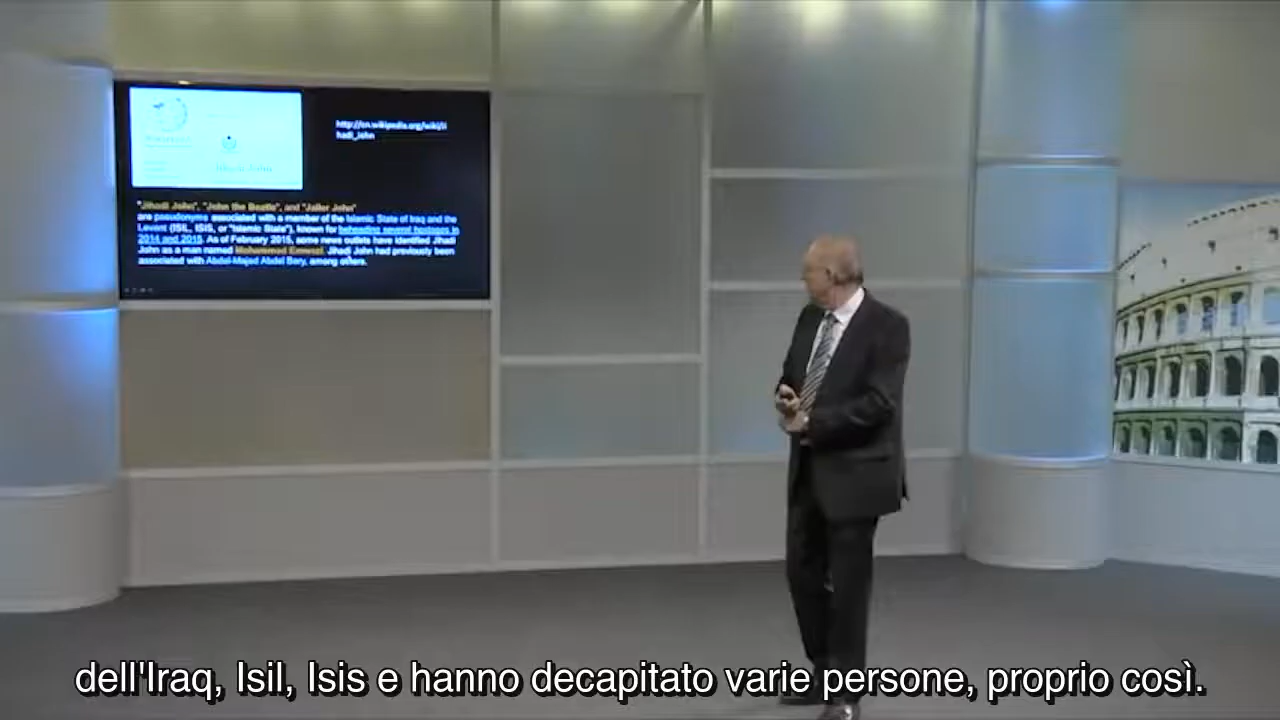 http://en.wikipedia.org/wiki/Ji
hadi_John
Jihadi John
"Jihadi John", "John the Beatle", and "Jailer John"
are pseudonyms associated with a member of the Islamic State of Iraq and the
Levant (ISIL, ISIS, or "Islamic State"), known for beheading several hostages in
2014 and 2015. As of February 2015, some news outlets have identified Jihadi
John as a man named Mohammed Emwazi. Jihadi John had previously been
associated with Abdel-Majed Abdel Bary, among others.
dell'Iraq, Isil, Isis e hanno decapitato varie persone, proprio così.